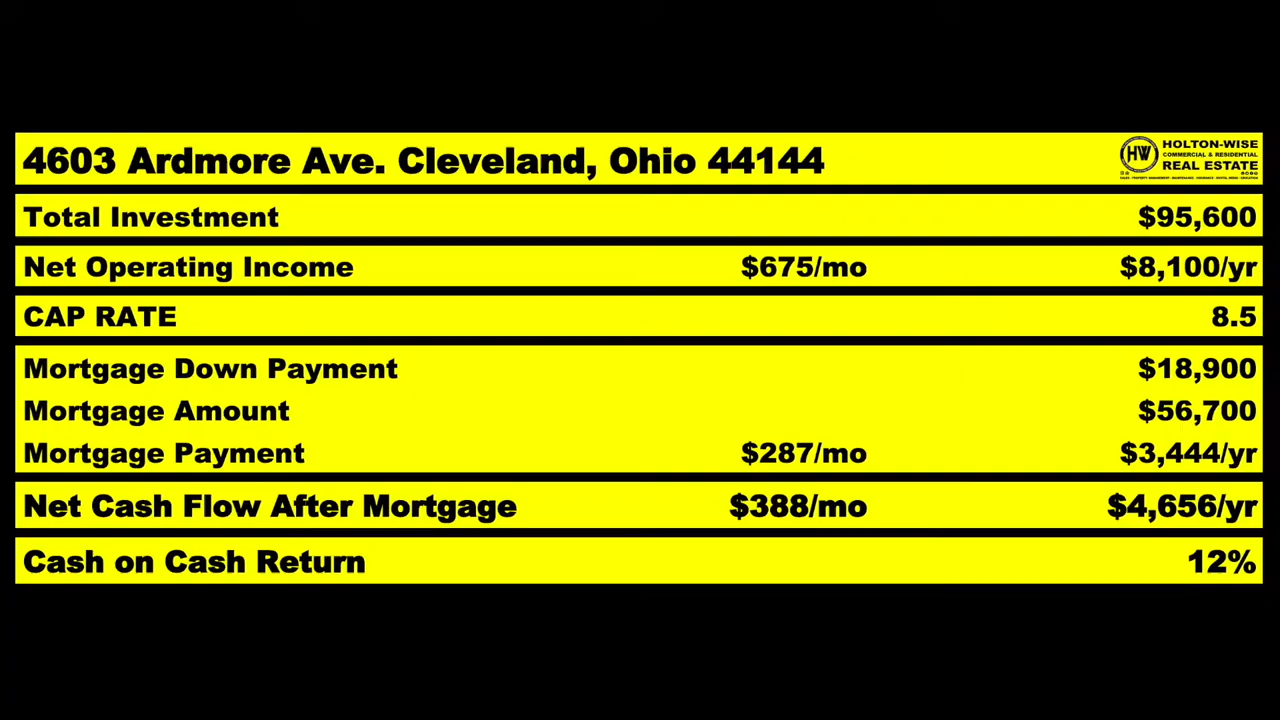 4603 Ardmore Ave. Cleveland, Ohio 44144
HW
HOLTON-WISE
COMMERCIAL & RESIDENTIAL
REAL ESTATE
Total Investment $95,600
Net Operating Income $675/mo $8,100/yr
CAP RATE 8.5
Mortgage Down Payment $18,900
Mortgage Amount $56,700
Mortgage Payment $287/mo $3,444/yr
Net Cash Flow After Mortgage $388/mo $4,656/yr
Cash on Cash Return 12%